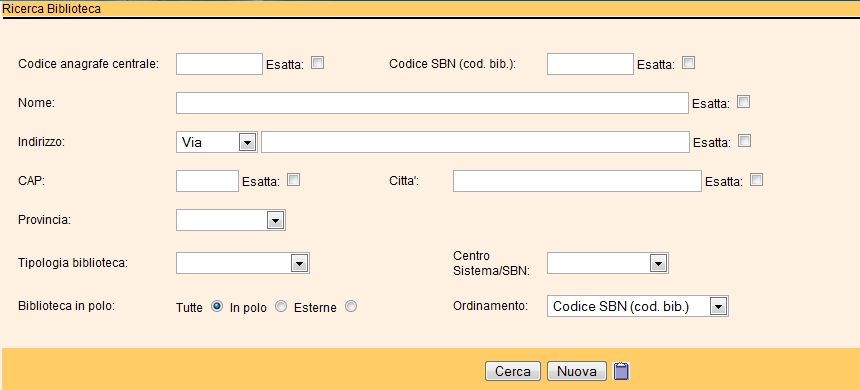 Ricerca Biblioteca
Codice anagrafe centrale: Esatta: Codice SBN (cod. bib.): Esatta:
Nome: Esatta:
Indirizzo: Via Esatta:
CAP: Esatta: Citta': Esatta:
Provincia:
Tipologia biblioteca: Centro Sistema/SBN:
Biblioteca in polo: Tutte In polo Esterne Ordinamento: Codice SBN (cod. bib.)
Cerca Nuova